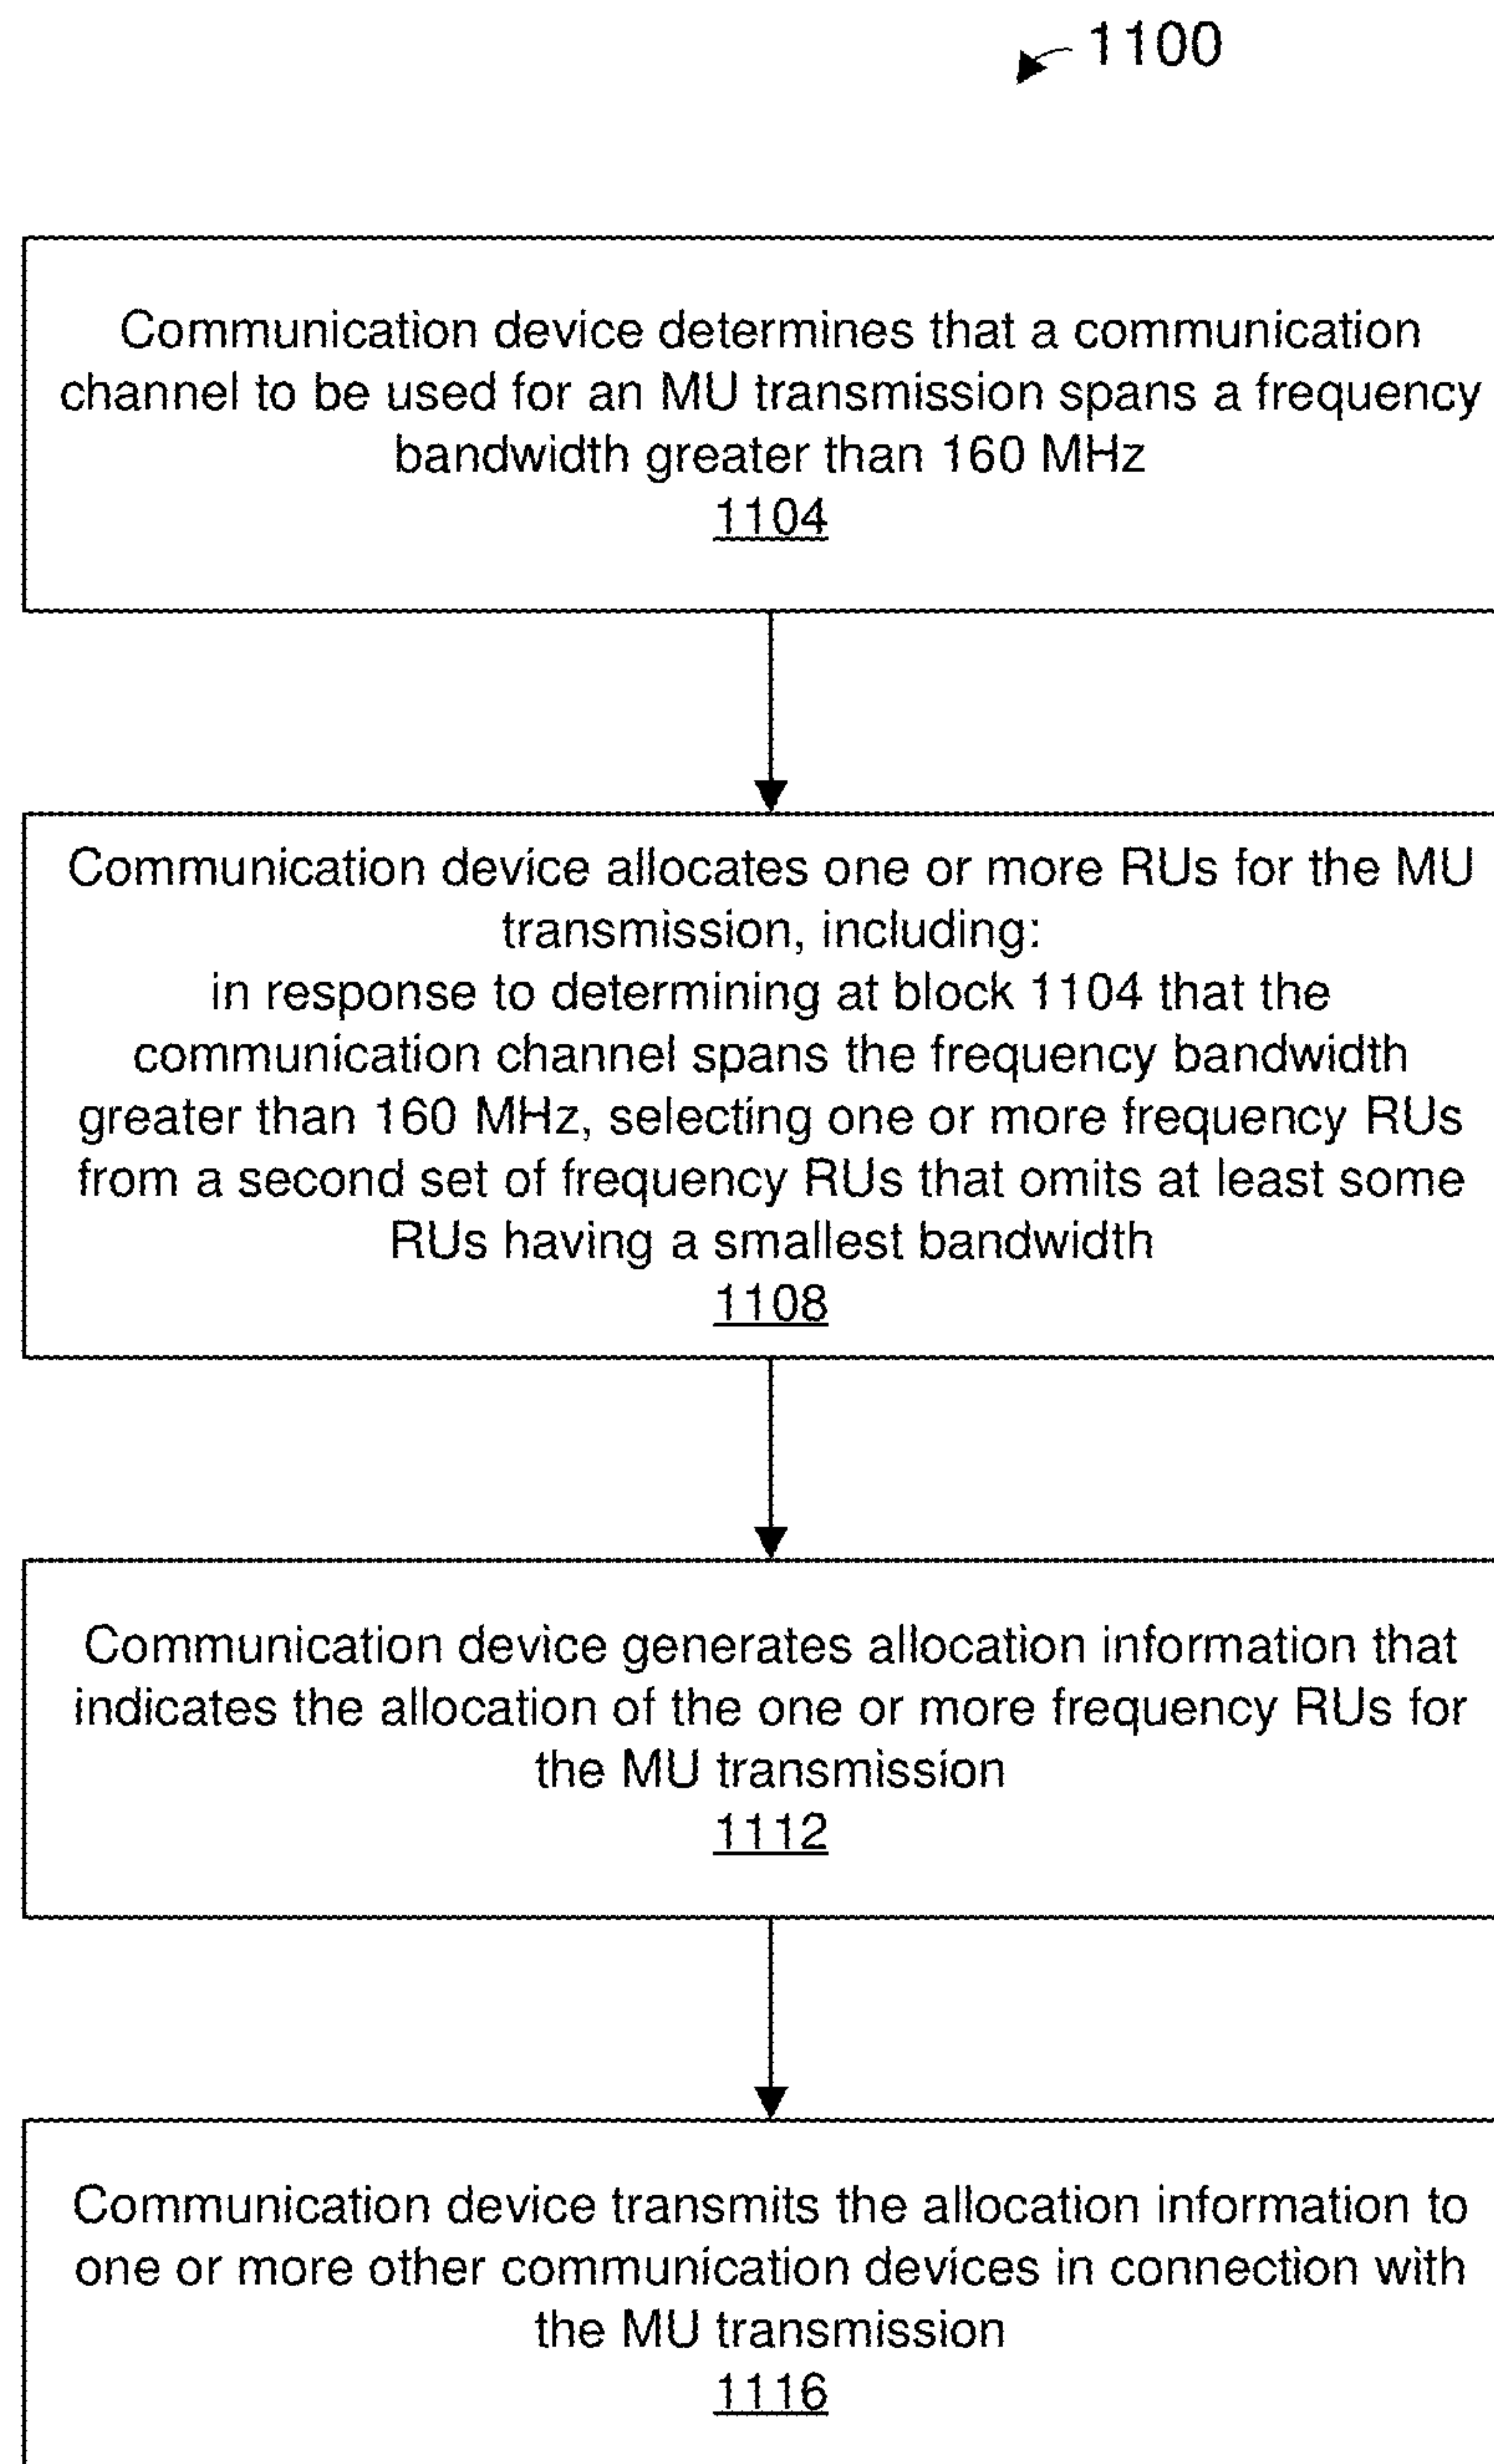 1100
Communication device determines that a communication
channel to be used for an MU transmission spans a frequency
bandwidth greater than 160 MHz
1104
Communication device allocates one or more RUs for the MU
transmission, including:
in response to determining at block 1104 that the
communication channel spans the frequency bandwidth
greater than 160 MHz, selecting one or more frequency RUs
from a second set of frequency RUs that omits at least some
RUs having a smallest bandwidth
1108
Communication device generates allocation information that
indicates the allocation of the one or more frequency RUs for
the MU transmission
1112
Communication device transmits the allocation information to
one or more other communication devices in connection with
the MU transmission
1116